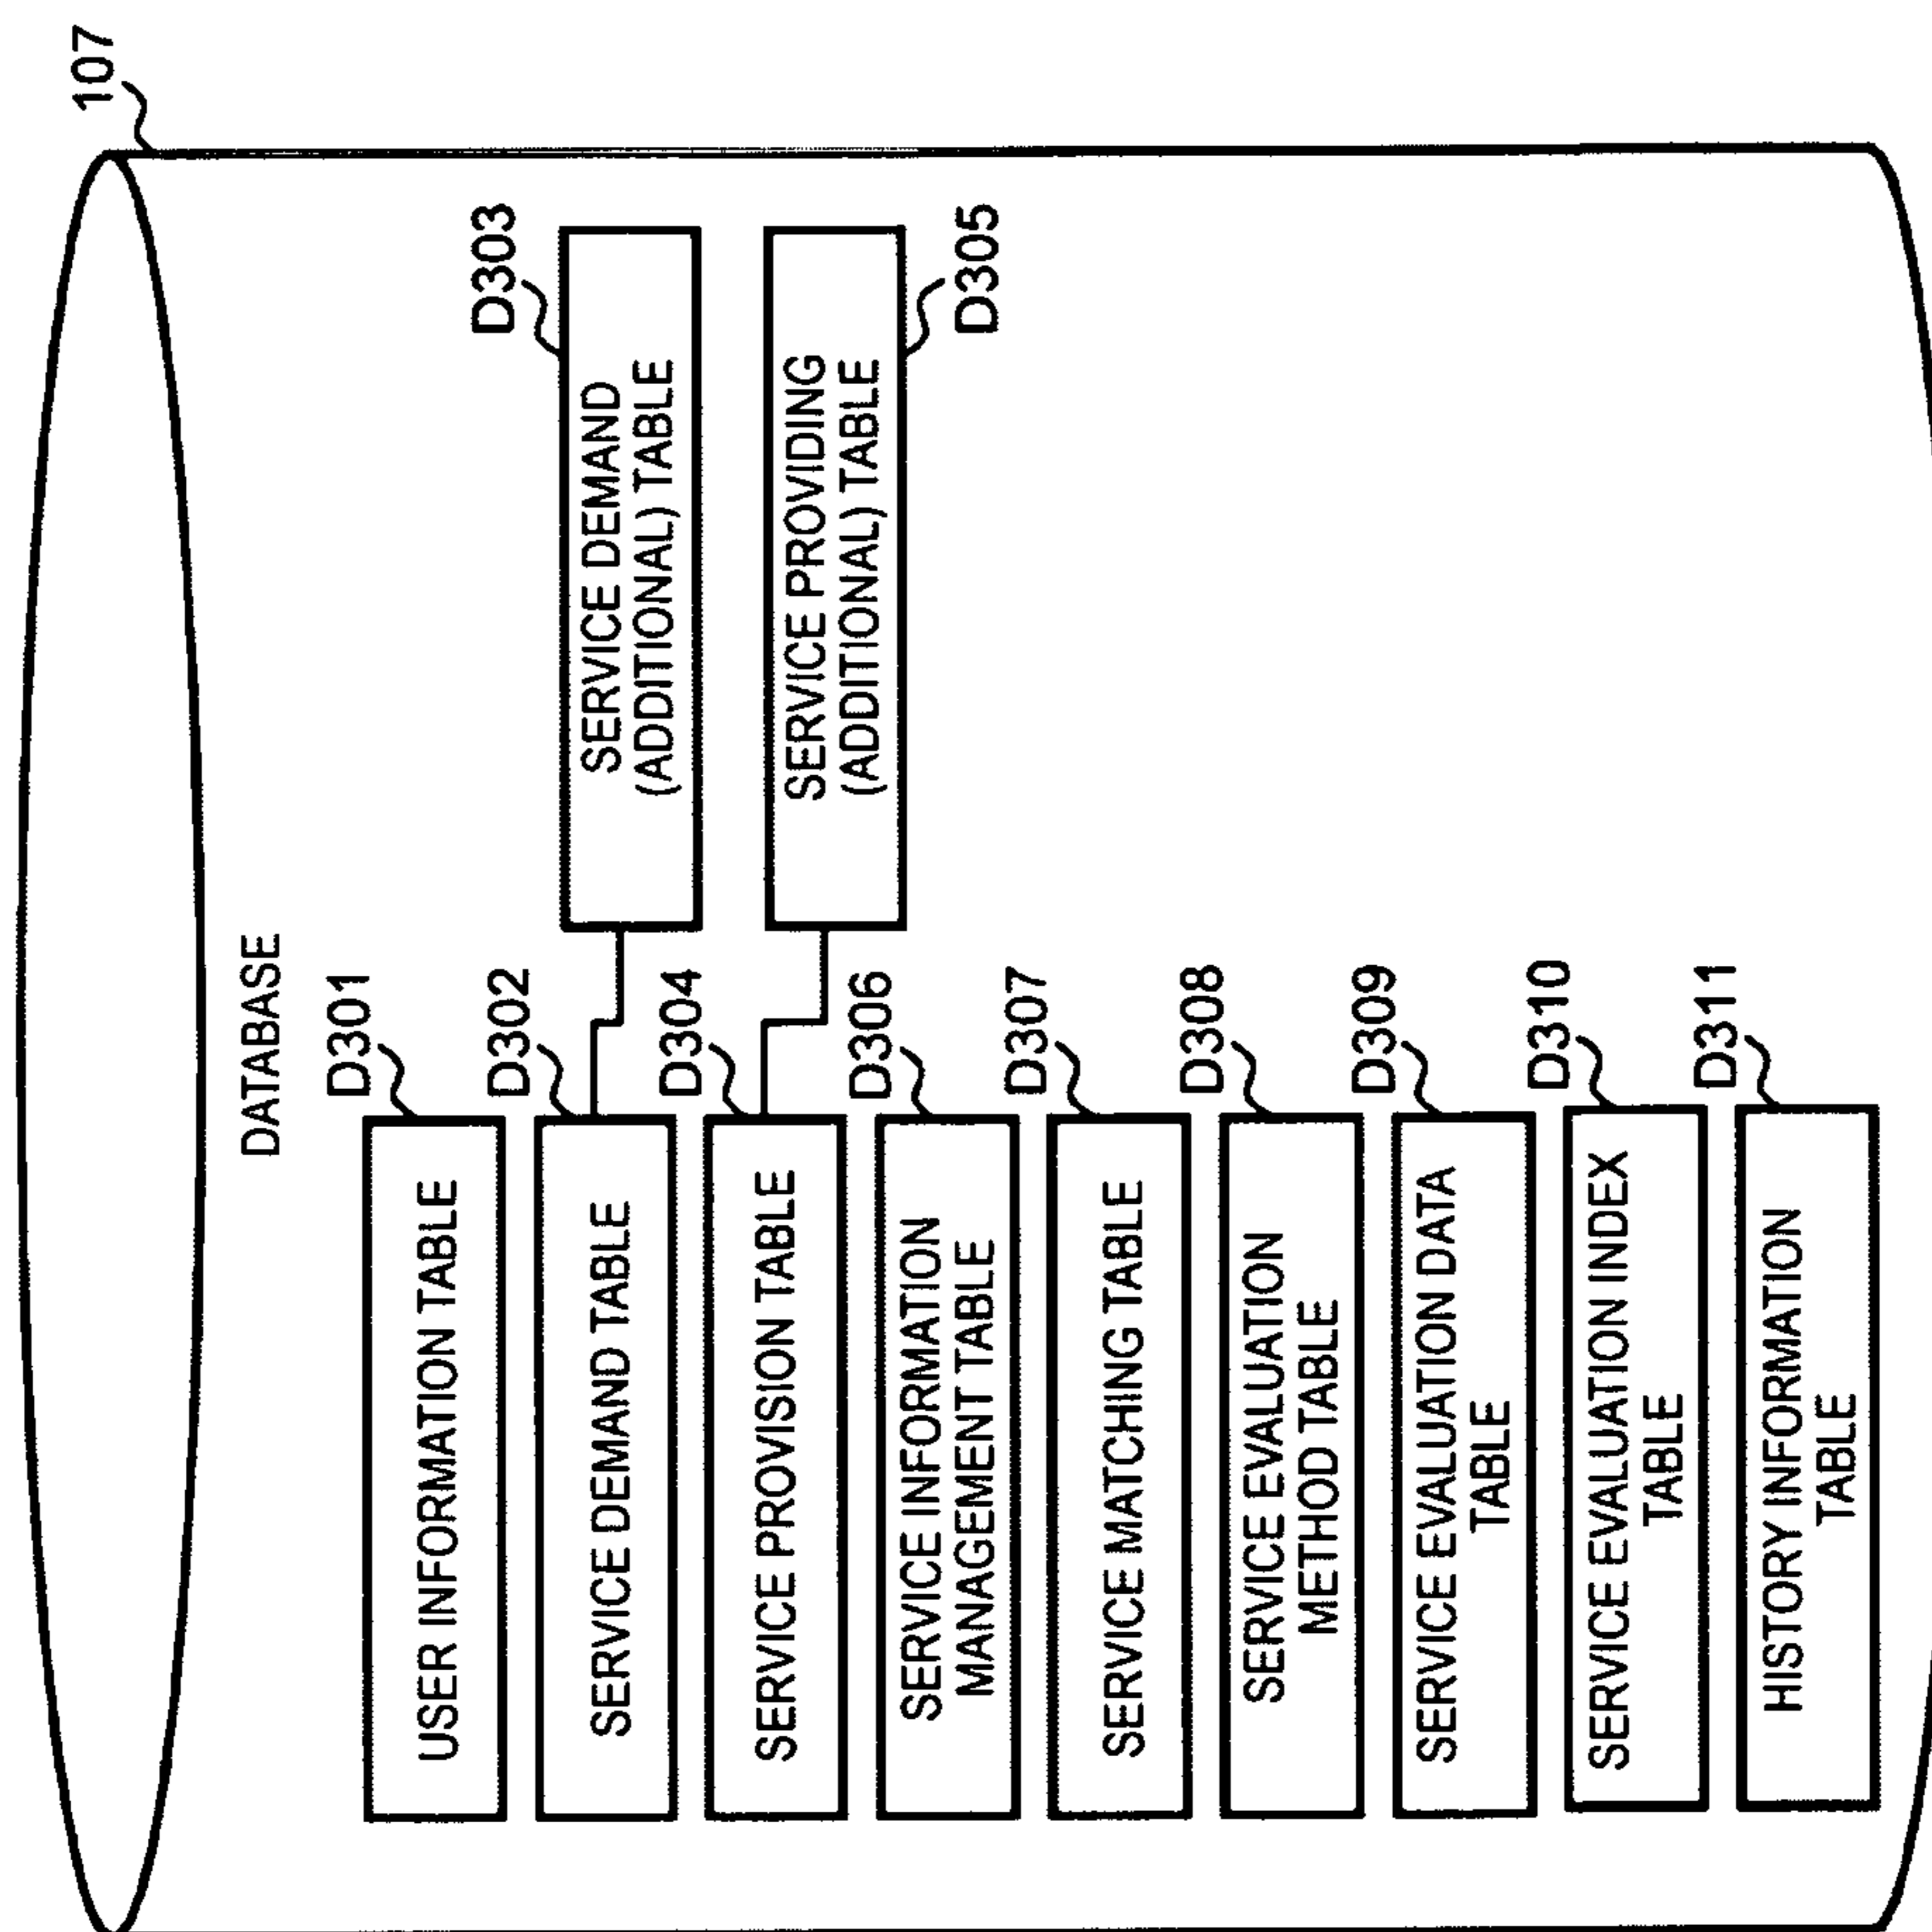 107
DATABASE
D301
USER INFORMATION TABLE
D302
SERVICE DEMAND TABLE
D303
SERVICE DEMAND
(ADDITIONAL) TABLE
D304
SERVICE PROVISION TABLE
SERVICE PROVIDING
(ADDITIONAL) TABLE
D305
D306
SERVICE INFORMATION
MANAGEMENT TABLE
D307
SERVICE MATCHING TABLE
D308
SERVICE EVALUATION
METHOD TABLE
D309
SERVICE EVALUATION DATA
TABLE
D310
SERVICE EVALUATION INDEX
TABLE
D311
HISTORY INFORMATION
TABLE